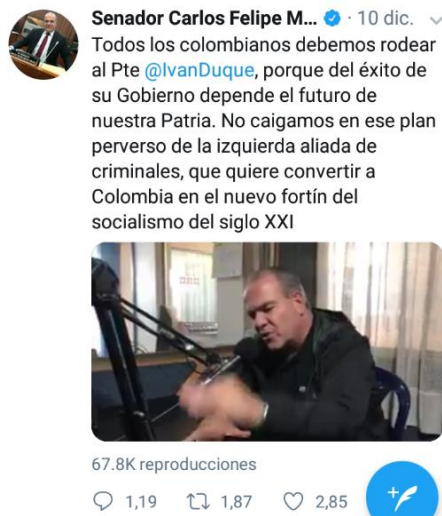 Senador Carlos Felipe M... · 10 dic.
Todos los colombianos debemos rodear
al Pte @IvanDuque, porque del éxito de
su Gobierno depende el futuro de
nuestra Patria. No caigamos en ese plan
perverso de la izquierda aliada de
criminales, que quiere convertir a
Colombia en el nuevo fortín del
socialismo del siglo XXI
67.8K reproducciones
1,19 1,87 2,85